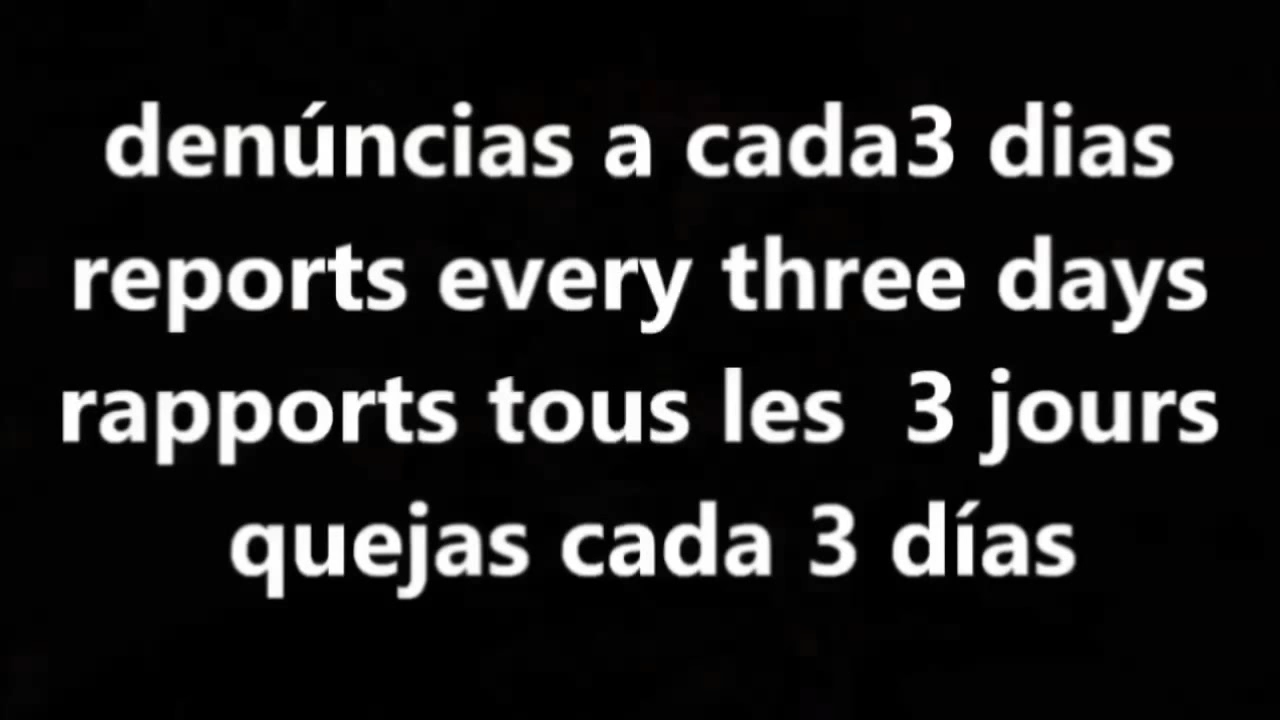 denúncias a cada3 dias
reports every three days
rapports tous les  3 jours
quejas cada 3 días